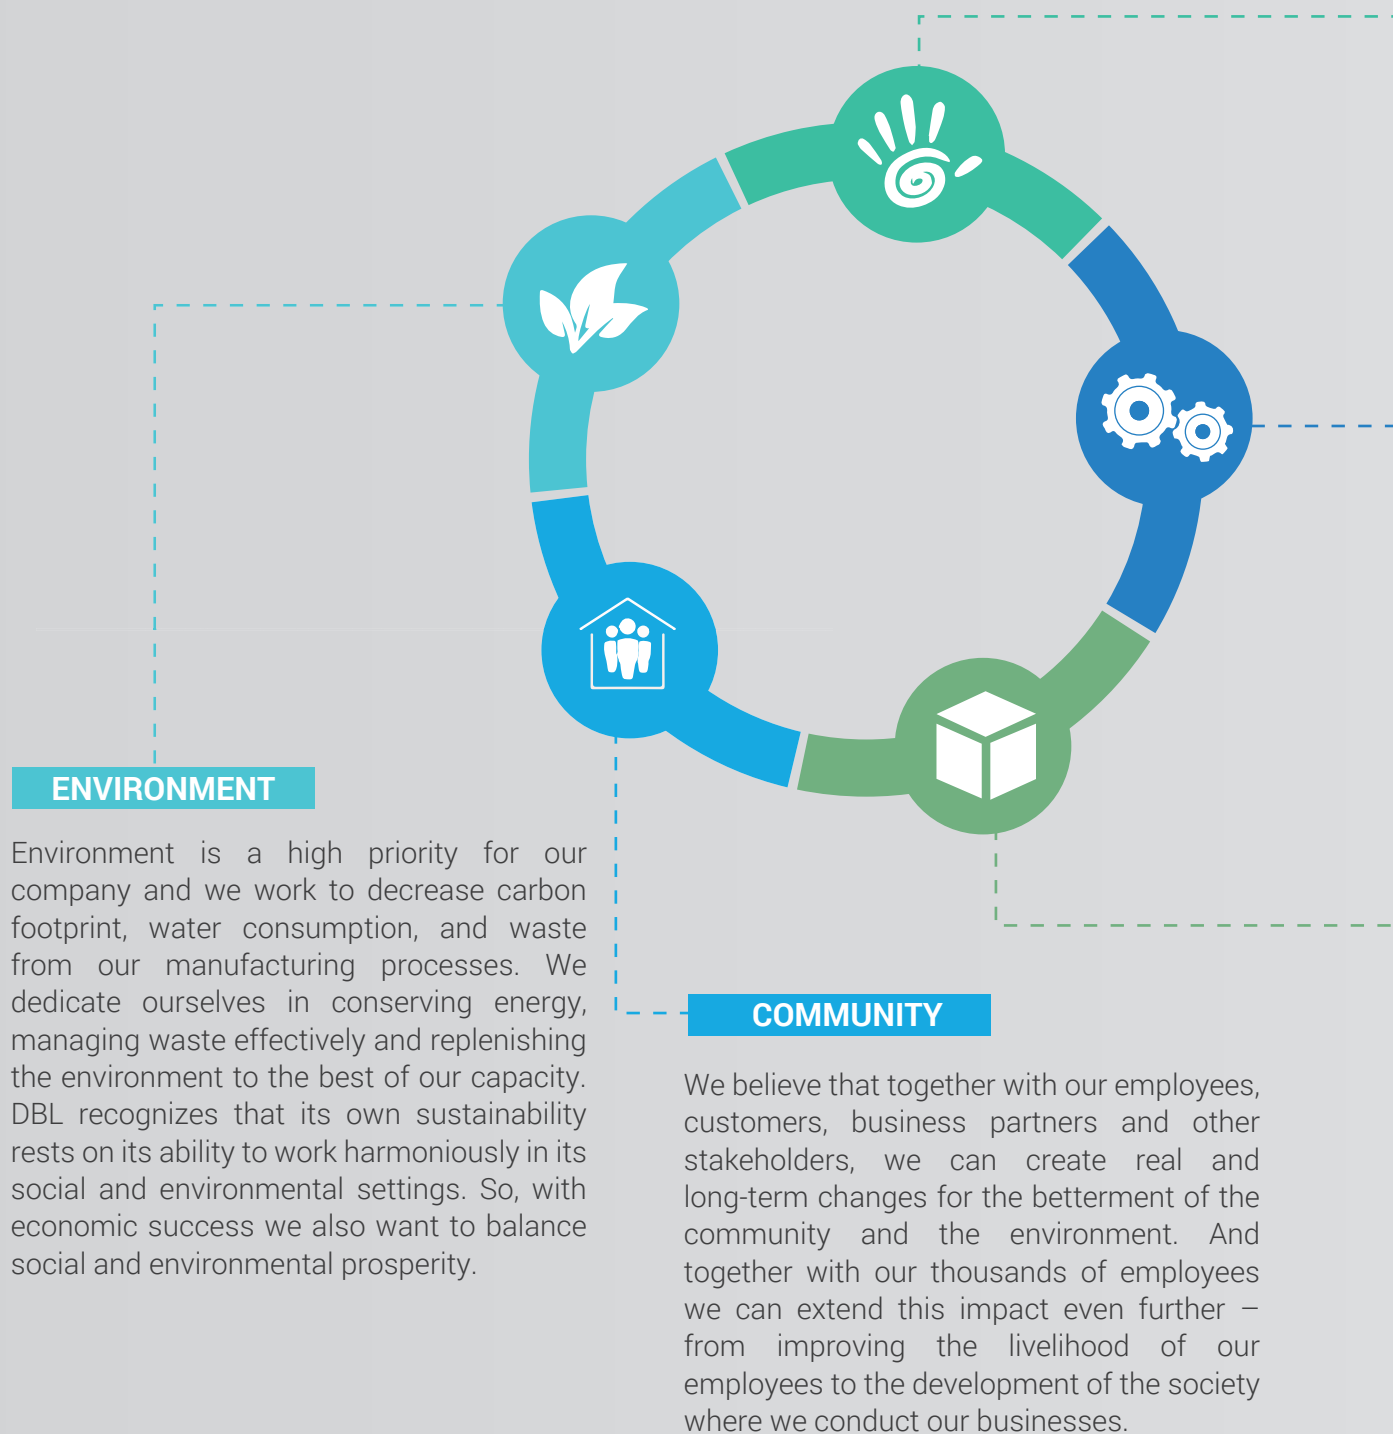 ENVIRONMENT
Environment is a high priority for our
company and we work to decrease carbon
footprint, water consumption, and waste
from our manufacturing processes. We
dedicate ourselves in conserving energy,
managing waste effectively and replenishing
the environment to the best of our capacity.
DBL recognizes that its own sustainability
rests on its ability to work harmoniously in its
social and environmental settings. So, with
economic success we also want to balance
social and environmental prosperity.
COMMUNITY
We believe that together with our employees,
customers, business partners and other
stakeholders, we can create real and
long-term changes for the betterment of the
community and the environment. And
together with our thousands of employees
we can extend this impact even further –
from improving the livelihood of our
employees to the development of the society
where we conduct our businesses.